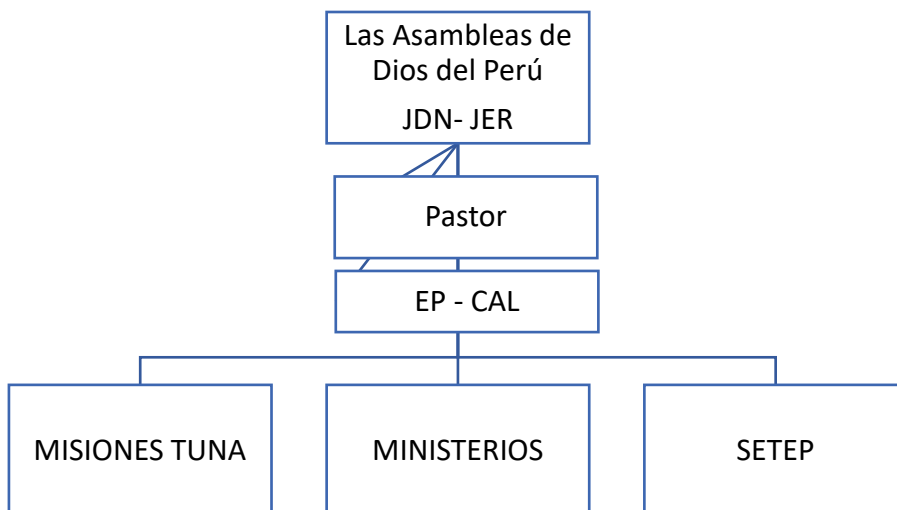 Las Asambleas de
Dios del Perú
JDN- JER
Pastor
EP - CAL
MISIONES TUNA
MINISTERIOS
SETEP